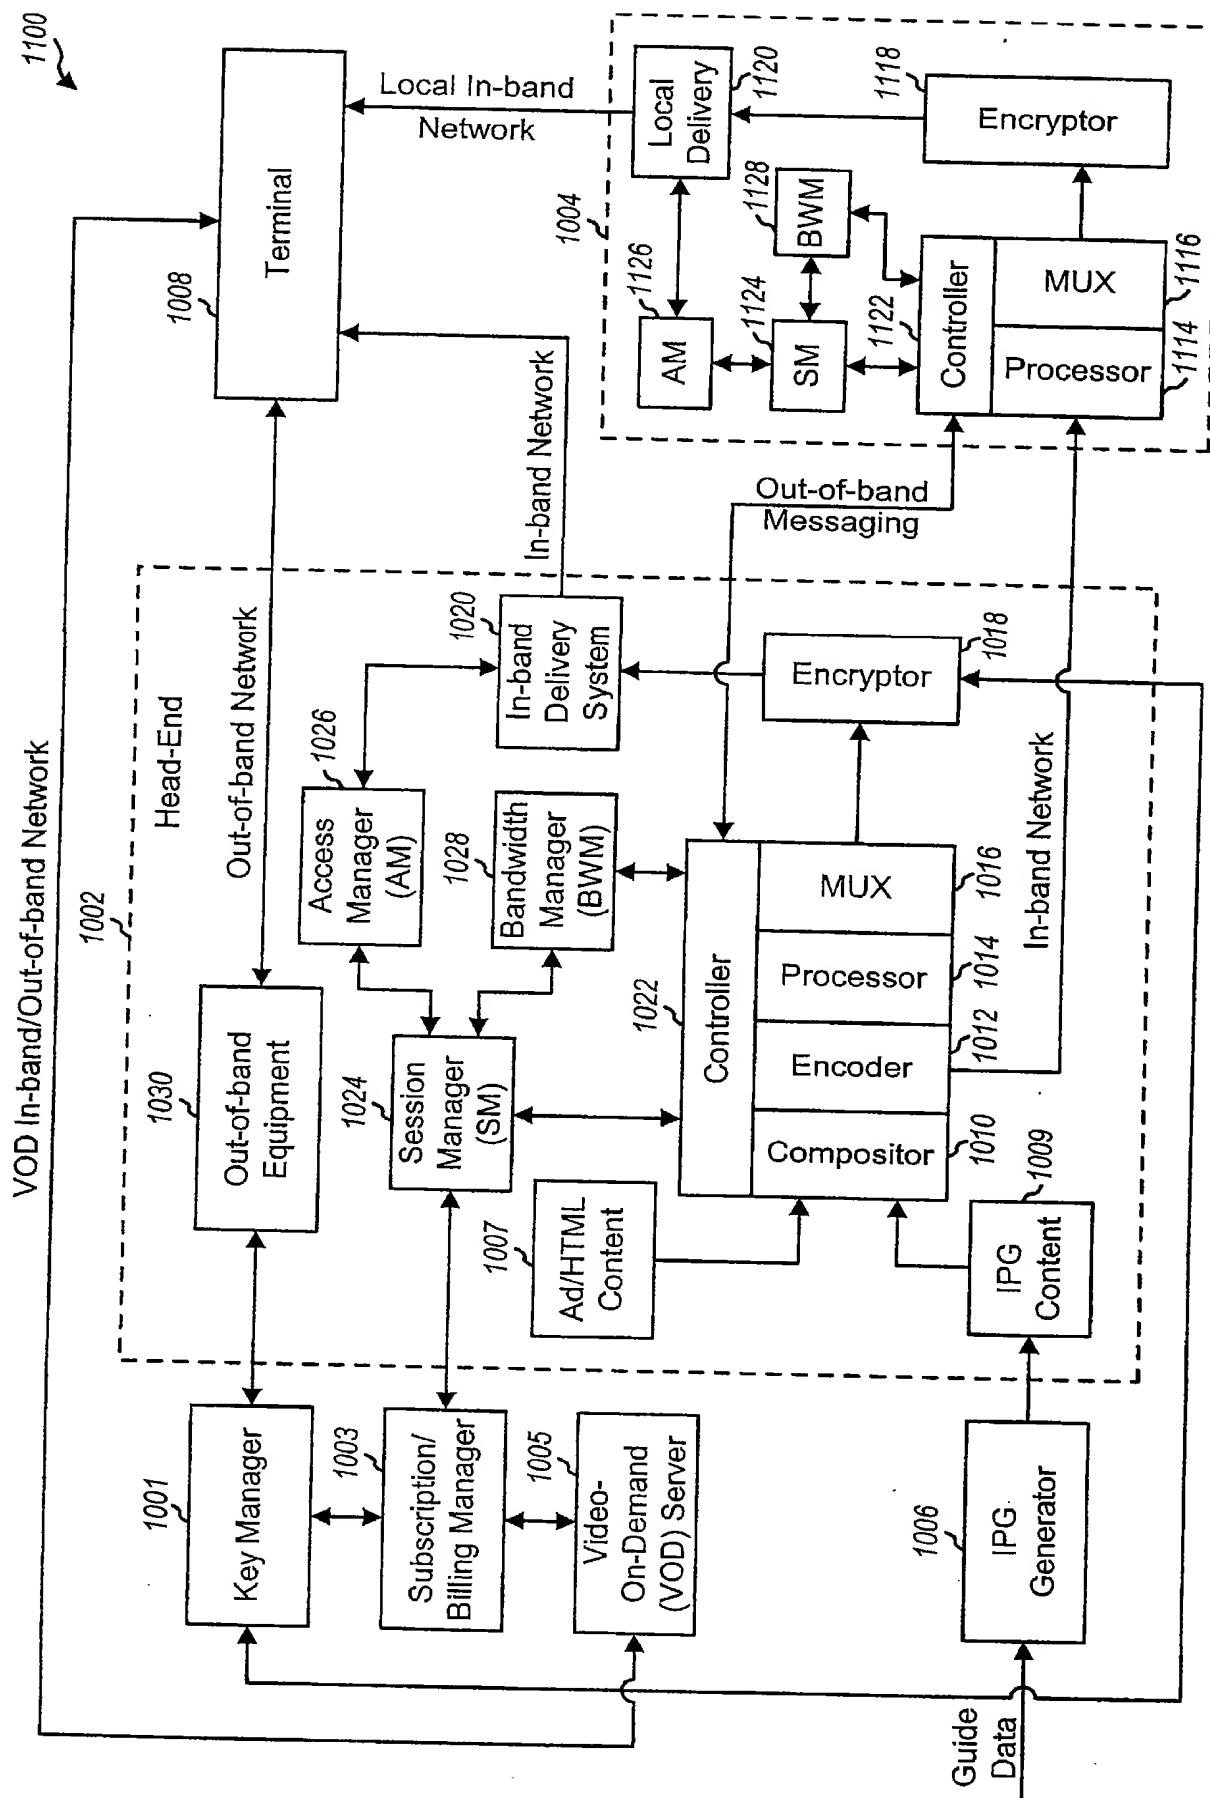 1100
VOD In-band/Out-of-band Network
1008
Terminal
Local In-band
Network
Out-of-band Network
In-band Network
1002
Head-End
1001
Key Manager
1003
Subscription/
Billing Manager
1005
Video-
On-Demand
(VOD) Server
1006
IPG
Generator
Guide
Data
1030
Out-of-band
Equipment
1024
Session
Manager
(SM)
1026
Access
Manager
(AM)
1028
Bandwidth
Manager
(BWM)
1020
In-band
Delivery
System
1007
Ad/HTML
Content
1009
IPG
Content
1022
Controller
Compositor
1010
Encoder
1012
Processor
1014
MUX
1016
Encryptor
1018
In-band Network
Out-of-band
Messaging
1004
1126
AM
1124
SM
1128
BWM
1120
Local
Delivery
1122
Controller
Processor
1114
MUX
1116
Encryptor
1118